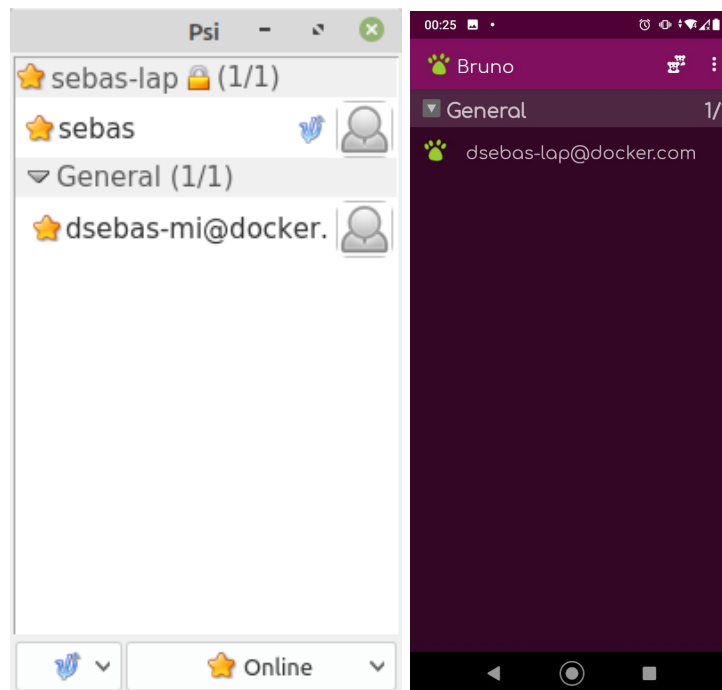 Psi
sebas-lap (1/1)
sebas
General (1/1)
dsebas-mi@docker.
Online
00:25
Bruno
General 1/
dsebas-lap@docker.com